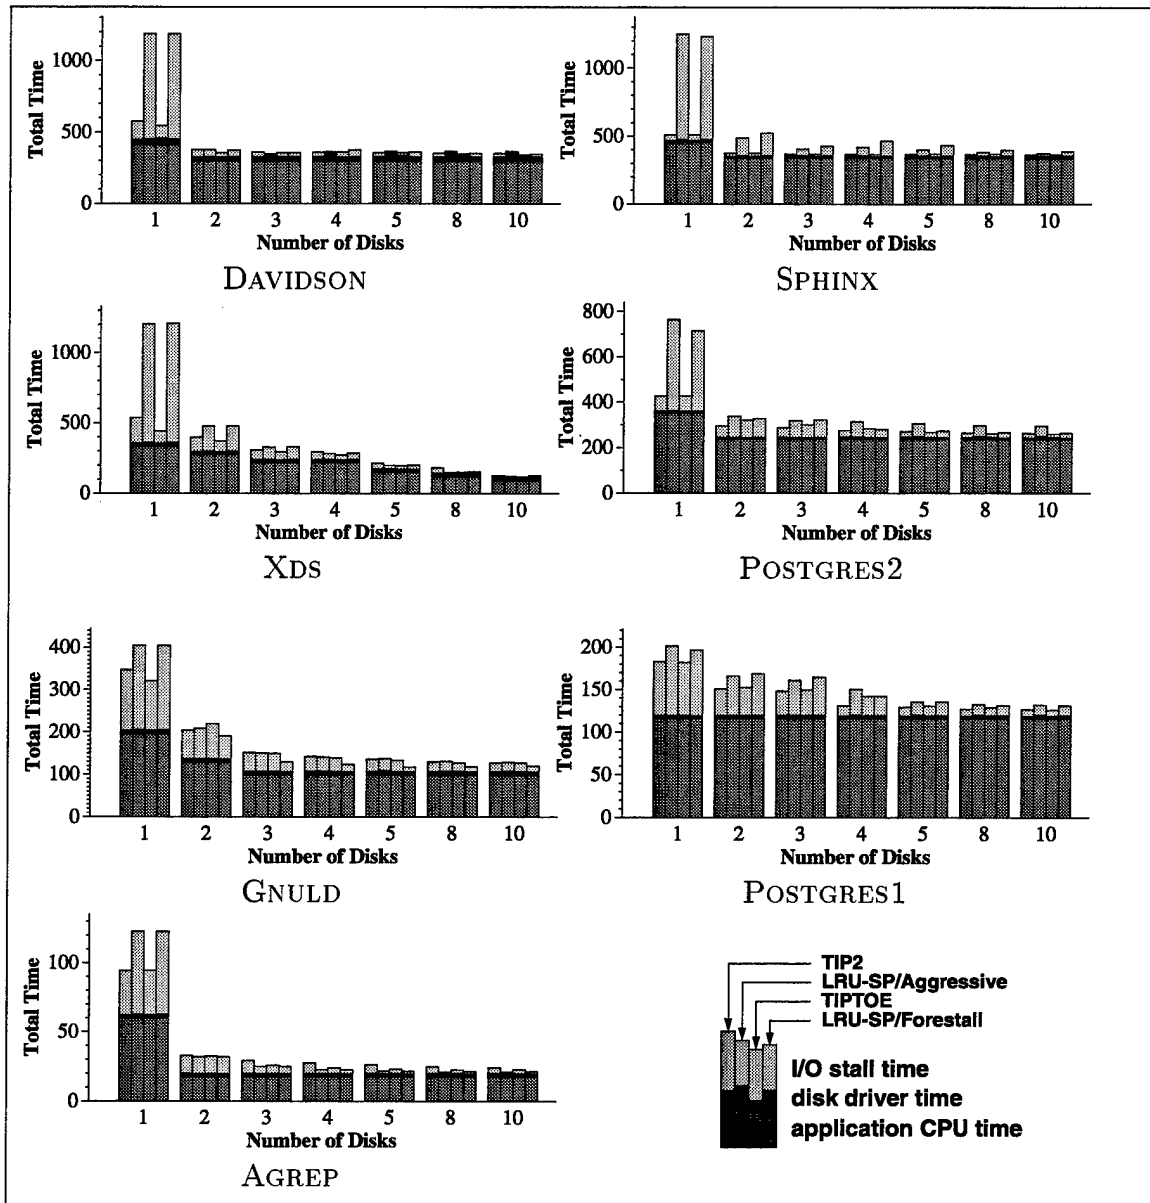 Total Time
1000
500
0
1 2 3 4 5 8 10
Number of Disks
DAVIDSON
Total Time
1000
500
0
1 2 3 4 5 8 10
Number of Disks
SPHINX
Total Time
1000
500
0
1 2 3 4 5 8 10
Number of Disks
XDS
Total Time
800
600
400
200
0
1 2 3 4 5 8 10
Number of Disks
POSTGRES2
Total Time
400
300
200
100
0
1 2 3 4 5 8 10
Number of Disks
GNULD
Total Time
200
150
100
50
0
1 2 3 4 5 8 10
Number of Disks
POSTGRES1
Total Time
100
50
0
1 2 3 4 5 8 10
Number of Disks
AGREP
TIP2
LRU-SP/Aggressive
TIPTOE
LRU-SP/Forestall
I/O stall time
disk driver time
application CPU time